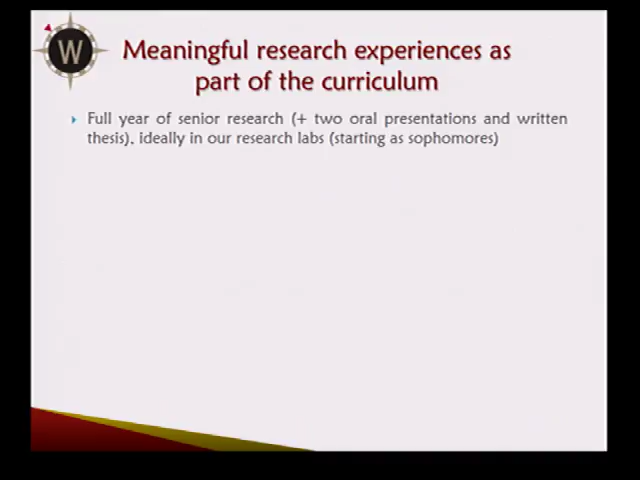 W
Meaningful research experiences as
part of the curriculum
Full year of senior research (+ two oral presentations and written
thesis), ideally in our research labs (starting as sophomores)